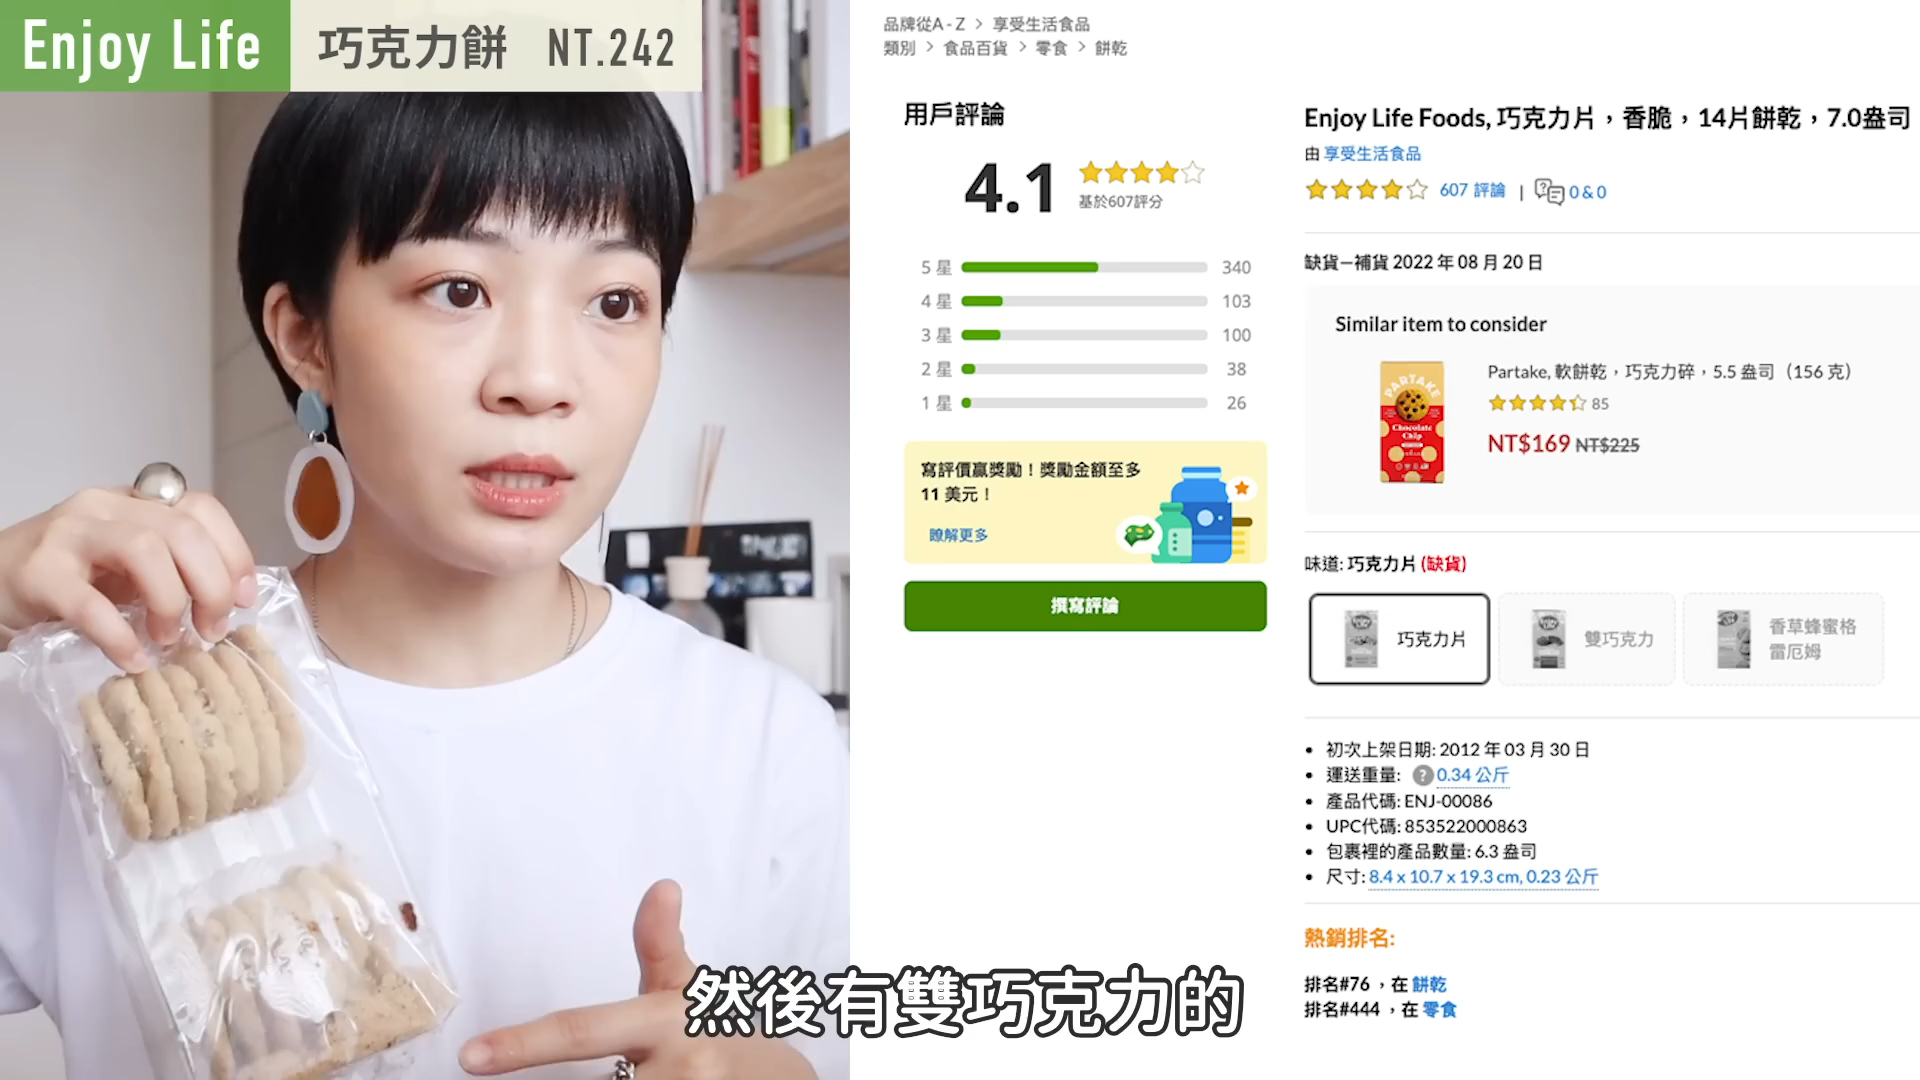 Enjoy Life 巧克力餅 NT.242
品牌從A - Z > 享受生活食品
類別 > 食品百貨 > 零食 > 餅乾
用戶評論
4.1
基於607評分
5 星 340
4 星 103
3 星 100
2 星 38
1 星 26
寫評價贏獎勵！獎勵金額至多
11 美元！
瞭解更多
撰寫評論
Enjoy Life Foods, 巧克力片，香脆，14片餅乾，7.0盎司
由 享受生活食品
607 評論 | 0 & 0
缺貨—補貨 2022 年 08 月 20 日
Similar item to consider
PARTAKE
Chocolate
Chip
Partake, 軟餅乾，巧克力碎，5.5 盎司（156 克）
85
NT$169 NT$225
味道: 巧克力片 (缺貨)
巧克力片
雙巧克力
香草蜂蜜格
雷厄姆
• 初次上架日期: 2012 年 03 月 30 日
• 運送重量: ? 0.34 公斤
• 產品代碼: ENJ-00086
• UPC代碼: 853522000863
• 包裹裡的產品數量: 6.3 盎司
• 尺寸: 8.4 x 10.7 x 19.3 cm, 0.23 公斤
熱銷排名:
排名#76 ，在 餅乾
排名#444 ，在 零食
然後有雙巧克力的